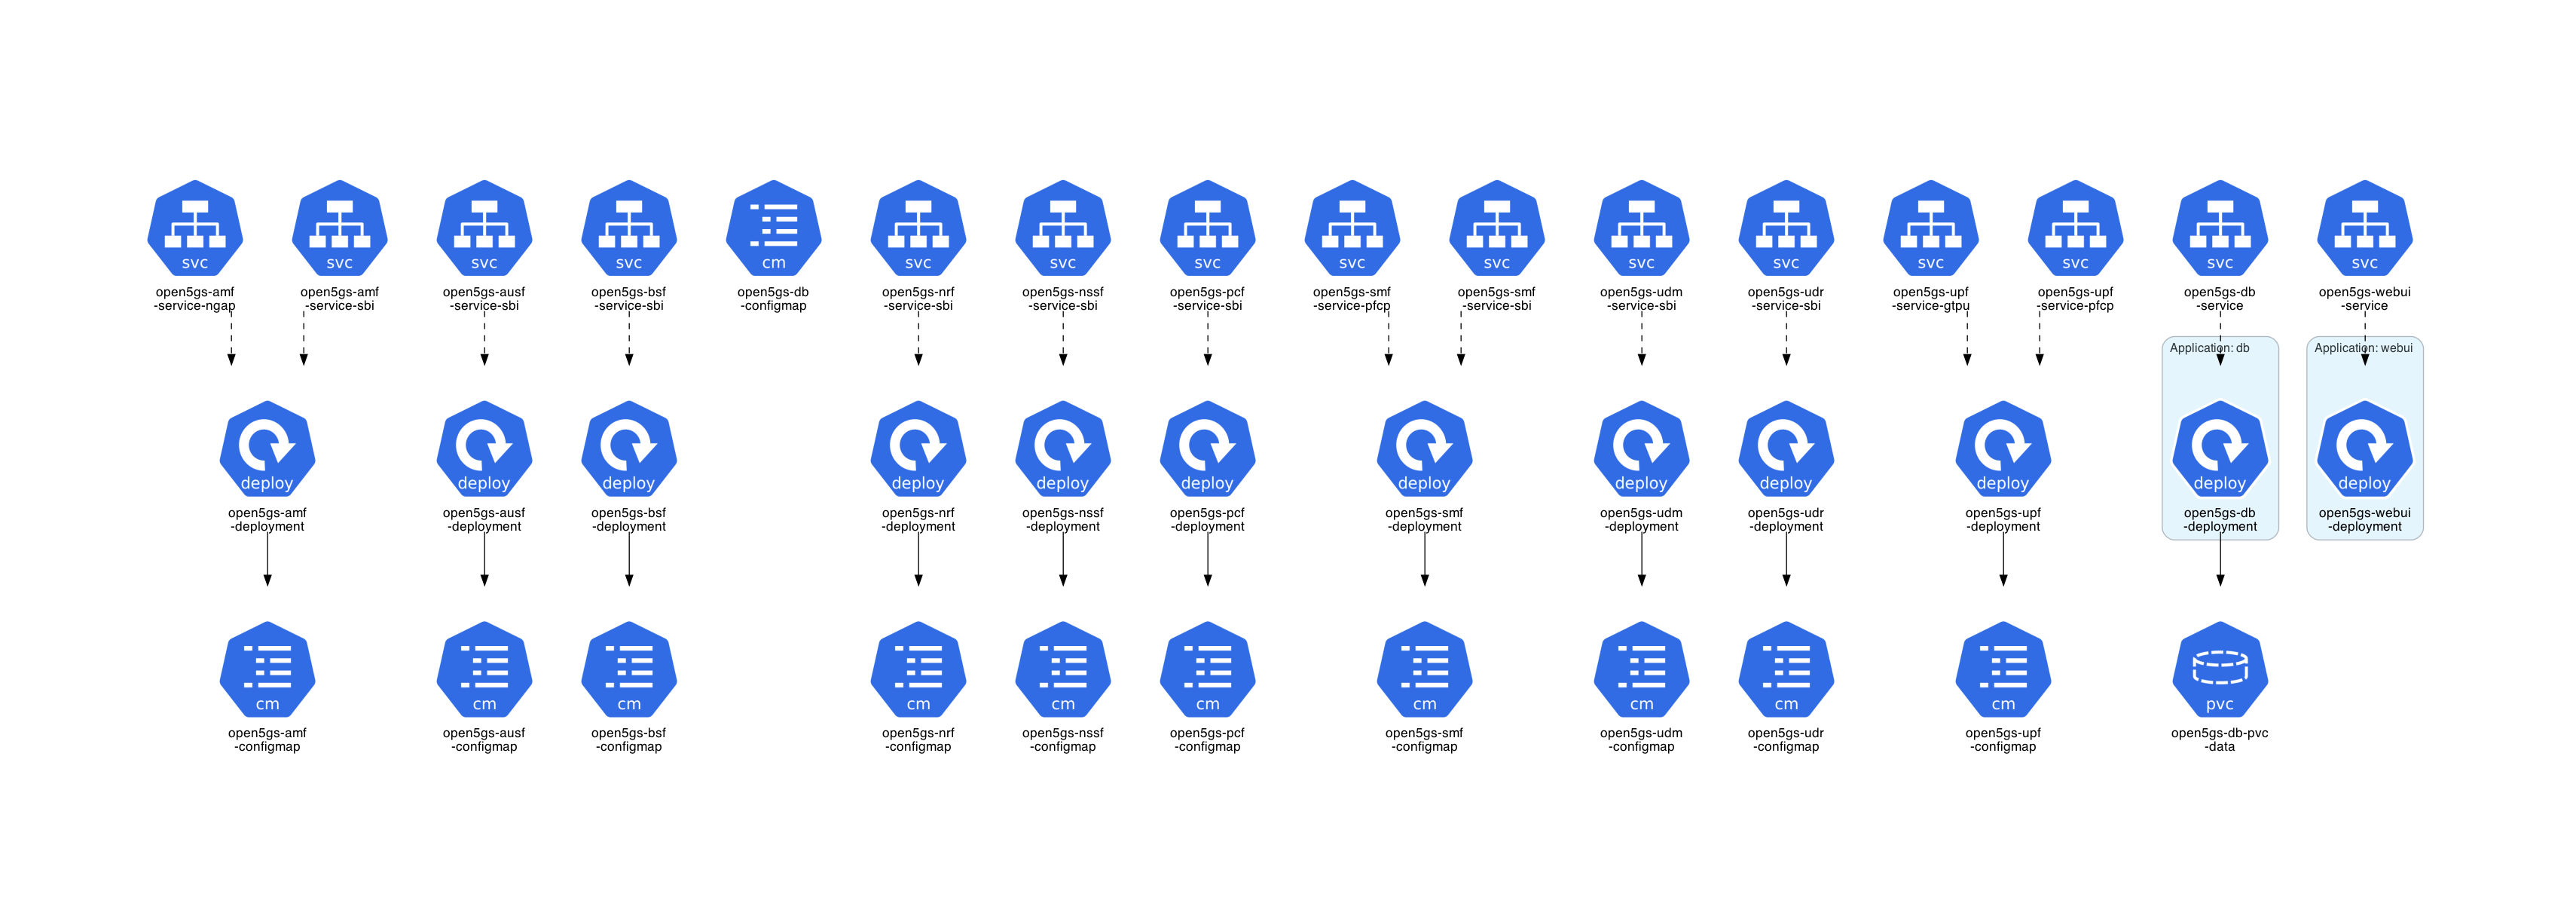 svc
svc
svc
svc
cm
svc
svc
svc
svc
svc
svc
svc
svc
svc
svc
svc
open5gs-amf
-service-ngap
open5gs-amf
-service-sbi
open5gs-ausf
-service-sbi
open5gs-bsf
-service-sbi
open5gs-db
-configmap
open5gs-nrf
-service-sbi
open5gs-nssf
-service-sbi
open5gs-pcf
-service-sbi
open5gs-smf
-service-pfcp
open5gs-smf
-service-sbi
open5gs-udm
-service-sbi
open5gs-udr
-service-sbi
open5gs-upf
-service-gtpu
open5gs-upf
-service-pfcp
open5gs-db
-service
open5gs-webui
-service
Application: db
Application: webui
deploy
deploy
deploy
deploy
deploy
deploy
deploy
deploy
deploy
deploy
deploy
deploy
open5gs-amf
-deployment
open5gs-ausf
-deployment
open5gs-bsf
-deployment
open5gs-nrf
-deployment
open5gs-nssf
-deployment
open5gs-pcf
-deployment
open5gs-smf
-deployment
open5gs-udm
-deployment
open5gs-udr
-deployment
open5gs-upf
-deployment
open5gs-db
-deployment
open5gs-webui
-deployment
cm
cm
cm
cm
cm
cm
cm
cm
cm
cm
pvc
open5gs-amf
-configmap
open5gs-ausf
-configmap
open5gs-bsf
-configmap
open5gs-nrf
-configmap
open5gs-nssf
-configmap
open5gs-pcf
-configmap
open5gs-smf
-configmap
open5gs-udm
-configmap
open5gs-udr
-configmap
open5gs-upf
-configmap
open5gs-db-pvc
-data